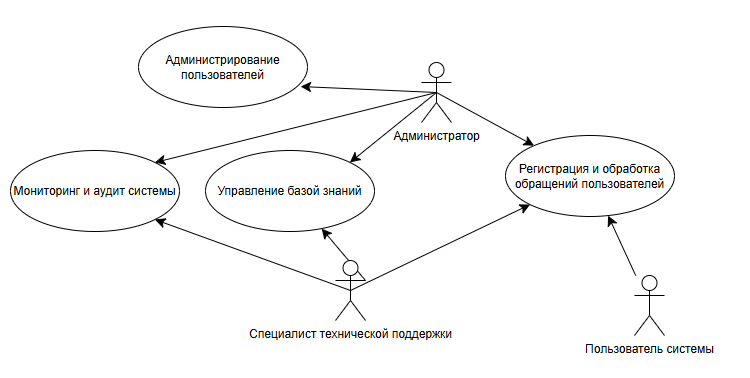 Администрирование
пользователей
Администратор
Мониторинг и аудит системы
Управление базой знаний
Регистрация и обработка
обращений пользователей
Специалист технической поддержки
Пользователь системы